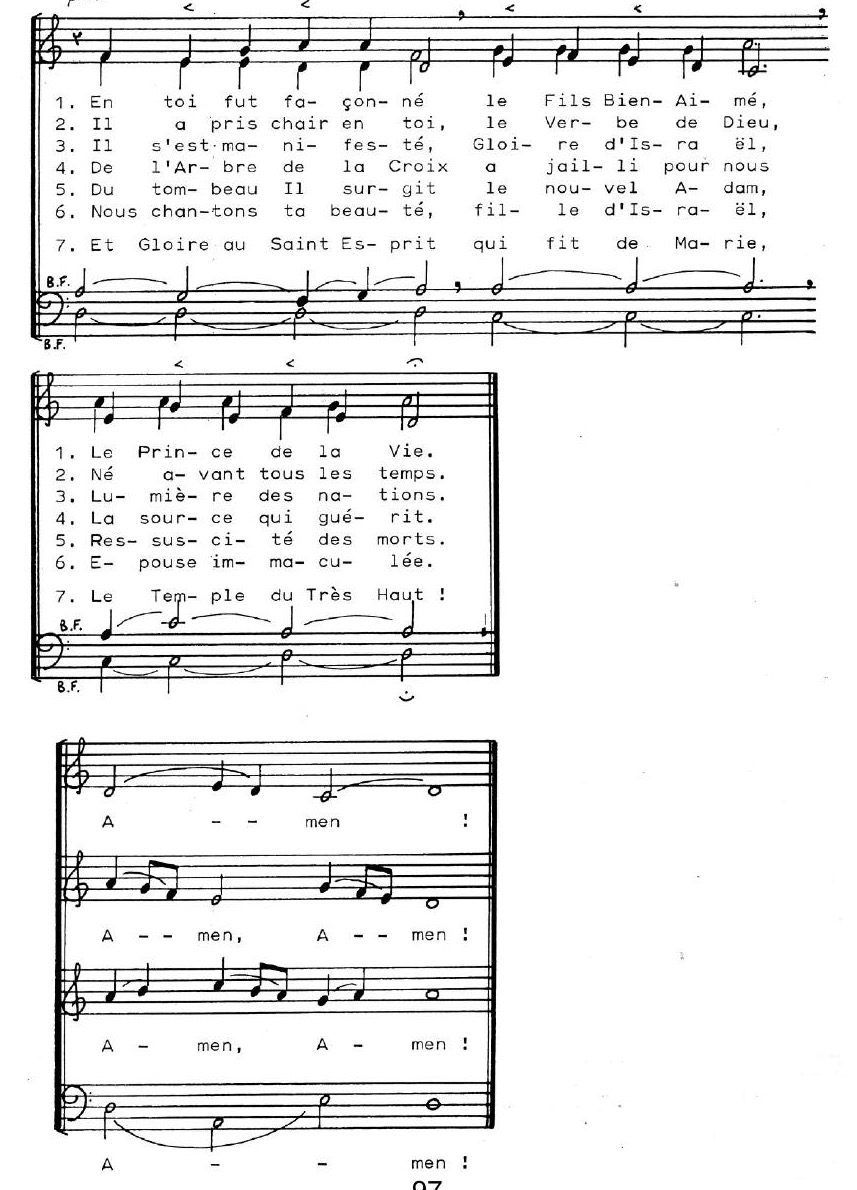 1. En toi fut fa- çon- né le Fils Bien- Ai- mé,
2. Il a pris chair en toi, le Ver- be de Dieu,
3. Il s'est ma- ni- fes- té, Gloi- re d'Is- ra ël,
4. De l'Ar- bre de la Croix a jail- li pour nous
5. Du tom- beau Il sur- git le nou- vel A- dam,
6. Nous chan-tons ta beau- té, fil- le d'Is- ra- ël,
7. Et Gloire au Saint Es- prit qui fit de Ma- rie,
B.F.
B.F.
1. Le Prin- ce de la Vie.
2. Né a- vant tous les temps.
3. Lu- miè- re des na- tions.
4. La sour- ce qui gué- rit.
5. Res- sus- ci- té des morts.
6. E- pouse im- ma- cu- lée.
7. Le Tem- ple du Très Haut !
B.F.
B.F.
A - - men !
A - - men, A - - men !
A - men, A - men !
A - - men !
97